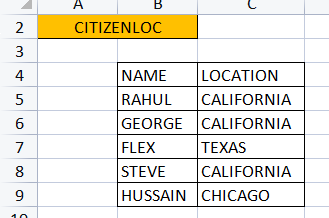 A B C
2 CITIZENLOC
3
4 NAME LOCATION
5 RAHUL CALIFORNIA
6 GEORGE CALIFORNIA
7 FLEX TEXAS
8 STEVE CALIFORNIA
9 HUSSAIN CHICAGO